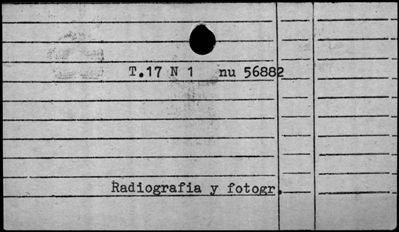 T.17 N 1 nu 56882
Radiografia y fotogr.